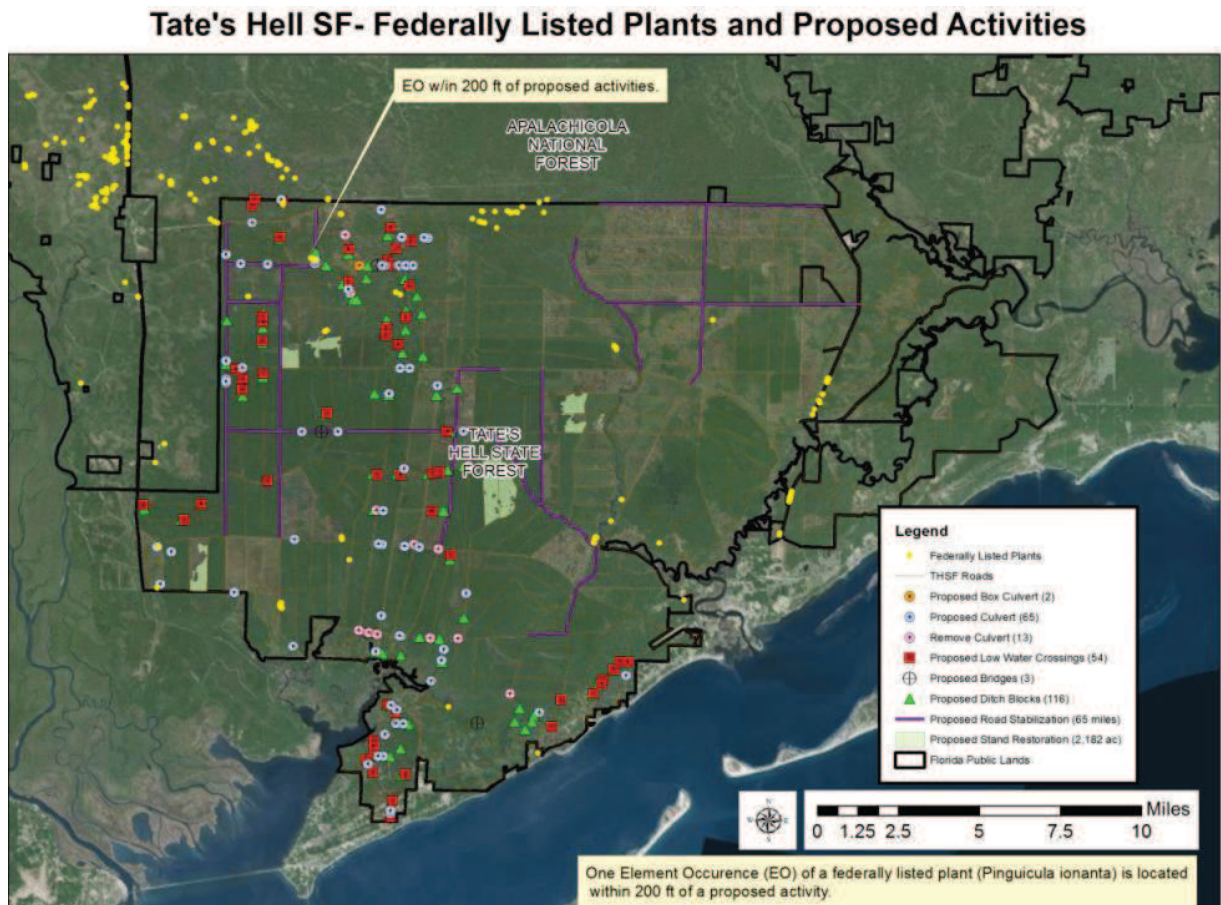 Tate's Hell SF- Federally Listed Plants and Proposed Activities
EO w/in 200 ft of proposed activities.
APALACHICOLA
NATIONAL
FOREST
TATE'S
HELL STATE
FOREST
Legend
Federally Listed Plants
THSF Roads
Proposed Box Culvert (2)
Proposed Culvert (65)
Remove Culvert (13)
Proposed Low Water Crossings (54)
Proposed Bridges (3)
Proposed Ditch Blocks (116)
Proposed Road Stabilization (65 miles)
Proposed Stand Restoration (2,182 ac)
Florida Public Lands
N
W E
S
Miles
0 1.25 2.5 5 7.5 10
One Element Occurence (EO) of a federally listed plant (Pinguicula ionanta) is located
within 200 ft of a proposed activity.